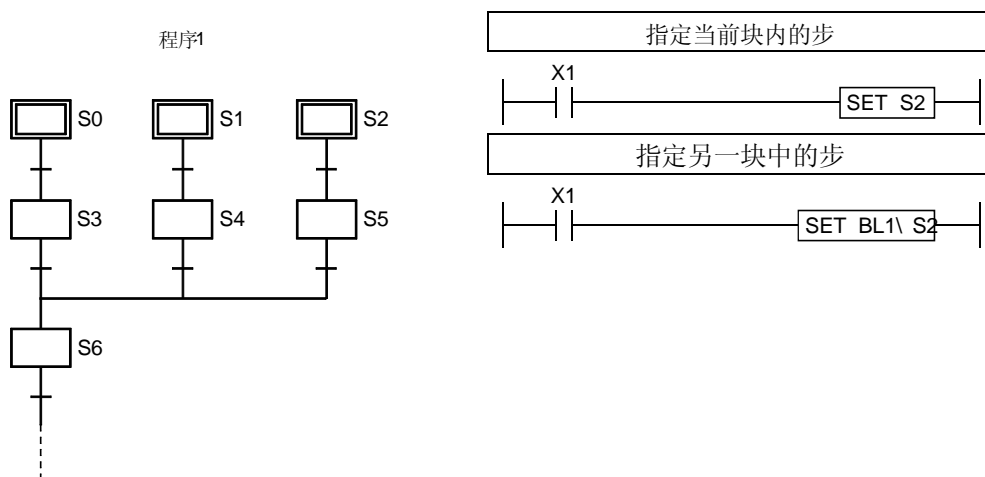 程序1
S0
S1
S2
S3
S4
S5
S6
指定当前块内的步
X1
SET S2
指定另一块中的步
X1
SET BL1\ S2